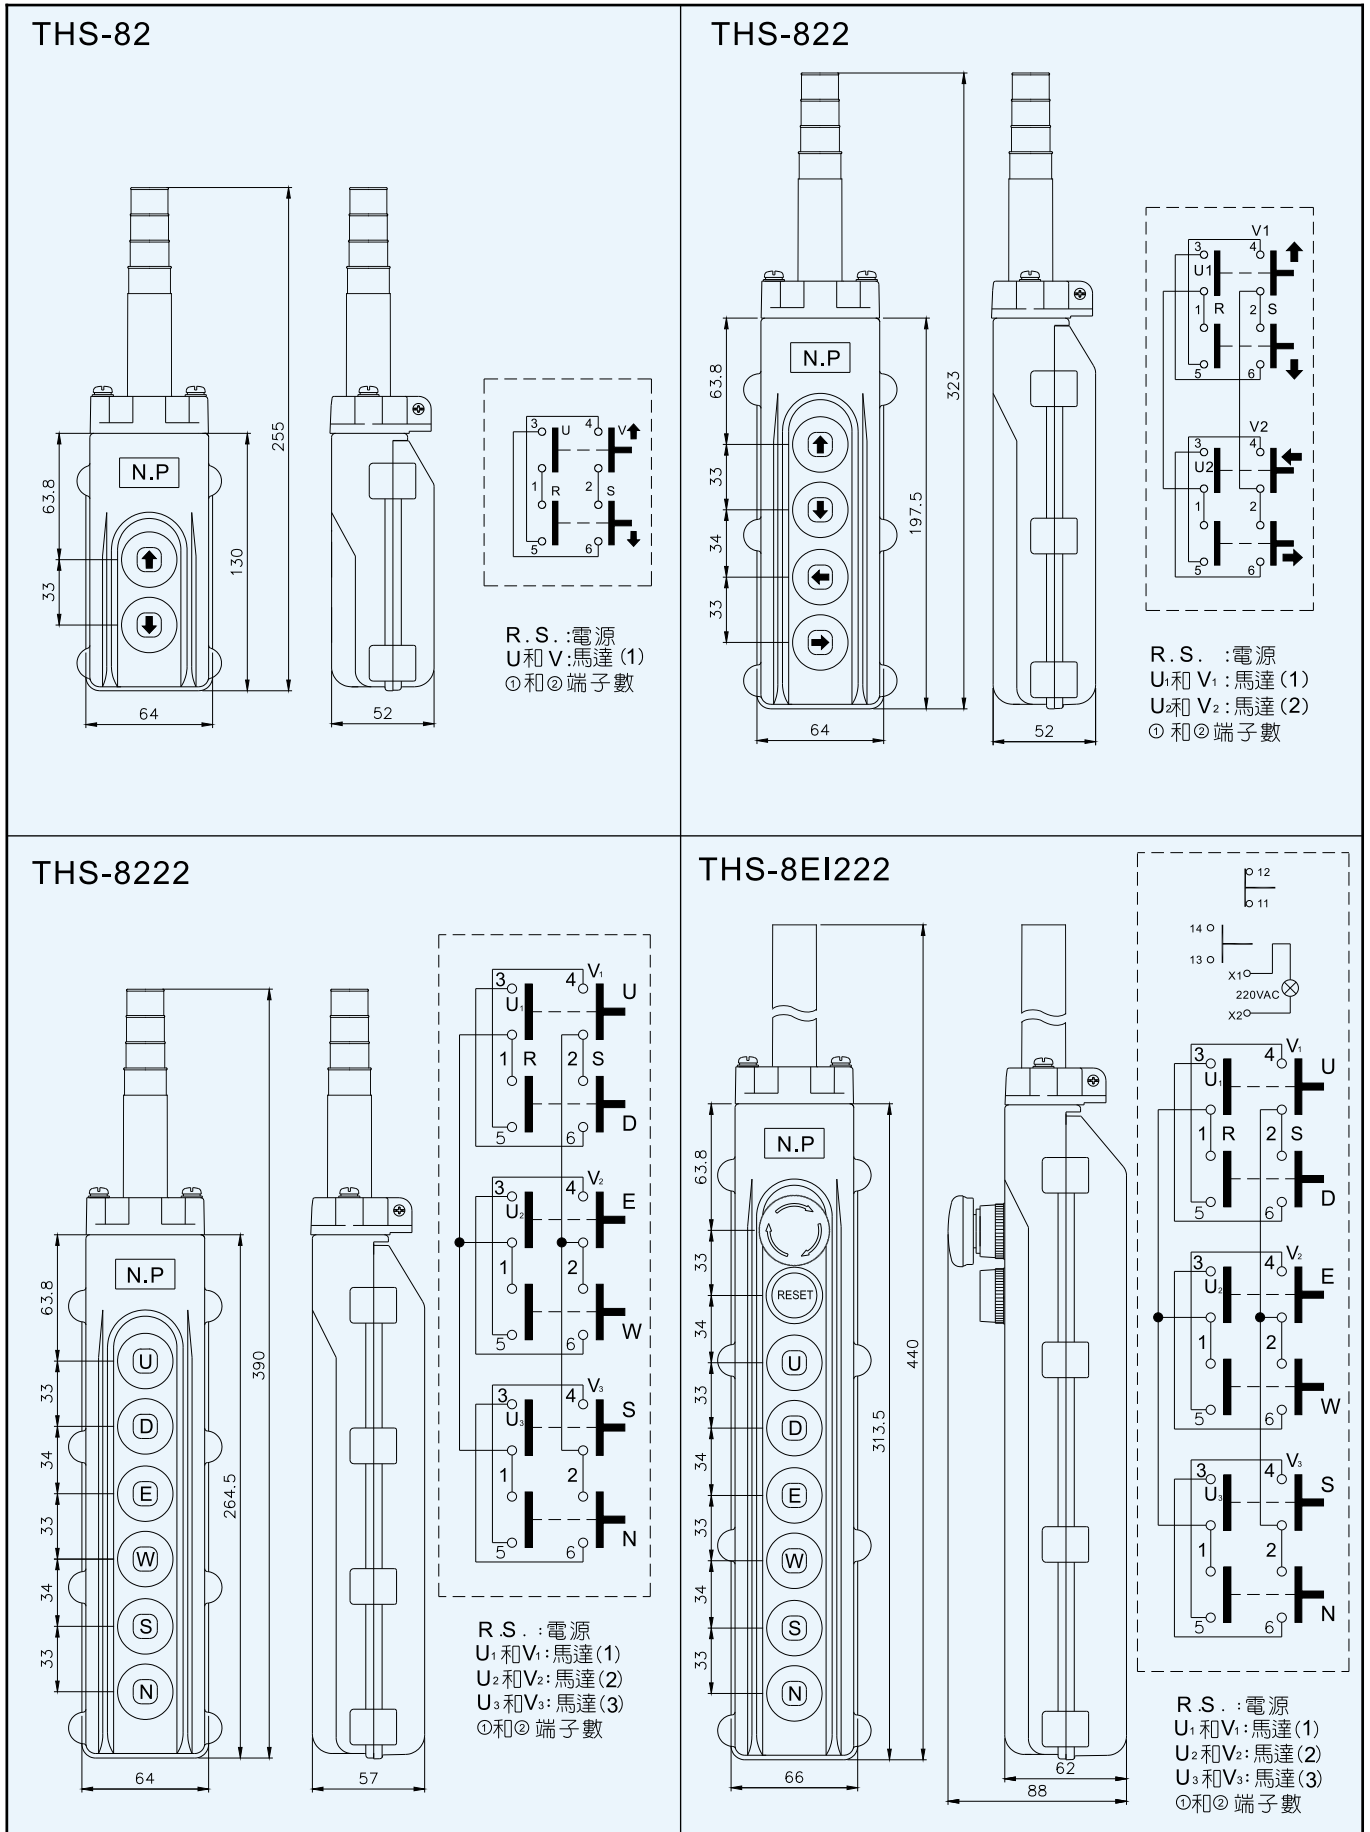 THS-82
255
63.8
33
130
N.P
64
52
3
U
4
V
1
R
2
S
5
6
R.S.:電源
U和V:馬達(1)
①和②端子數
THS-822
323
63.8
33
34
33
197.5
N.P
64
52
V1
3
4
U1
1
R
2
S
5
6
V2
3
4
U2
1
2
5
6
R.S. :電源
U₁和V₁:馬達(1)
U₂和V₂:馬達(2)
①和②端子數
THS-8222
390
63.8
33
34
33
34
33
264.5
N.P
U
D
E
W
S
N
64
57
3
4
V₁
U
U₁
1
R
2
S
5
6
D
3
4
V₂
E
U₂
1
2
5
6
W
3
4
V₃
S
U₃
1
2
5
6
N
R.S.:電源
U₁和V₁:馬達(1)
U₂和V₂:馬達(2)
U₃和V₃:馬達(3)
①和②端子數
THS-8EI222
440
63.8
33
34
33
34
33
34
33
313.5
N.P
RESET
U
D
E
W
S
N
66
62
88
12
11
14
13
X1
220VAC
X2
3
4
V₁
U
U₁
1
R
2
S
5
6
D
3
4
V₂
E
U₂
1
2
5
6
W
3
4
V₃
S
U₃
1
2
5
6
N
R.S.:電源
U₁和V₁:馬達(1)
U₂和V₂:馬達(2)
U₃和V₃:馬達(3)
①和②端子數